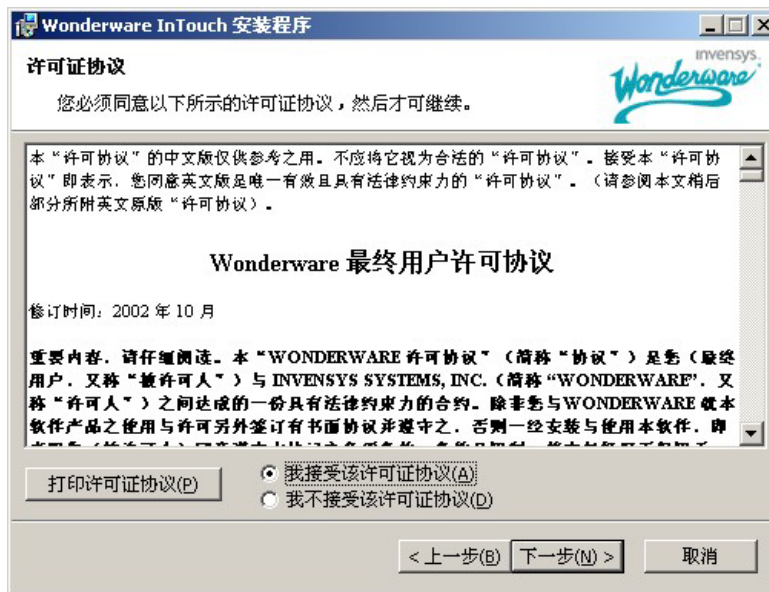 Wonderware InTouch 安装程序
许可证协议
您必须同意以下所示的许可证协议，然后才可继续。
invensys.
Wonderware
本“许可协议”的中文版仅供参考之用。不应将它视为合法的“许可协议”。接受本“许可协
议”即表示，您同意英文版是唯一有效且具有法律约束力的“许可协议”。（请参阅本文稍后
部分所附英文原版“许可协议）。
Wonderware 最终用户许可协议
修订时间：2002 年 10 月
重要内容，请仔细阅读。本“WONDERWARE 许可协议”（简称“协议”）是您（最终
用户，又称“被许可人”）与 INVENSYS SYSTEMS, INC.（简称“WONDERWARE”，又
称“许可人”）之间达成的一份具有法律约束力的合约。除非您与WONDERWARE 就本
软件产品之使用与许可另外签订有书面协议并遵守之，否则一经安装与使用本软件，即
打印许可证协议(P)
我接受该许可证协议(A)
我不接受该许可证协议(D)
< 上一步(B)
下一步(N) >
取消